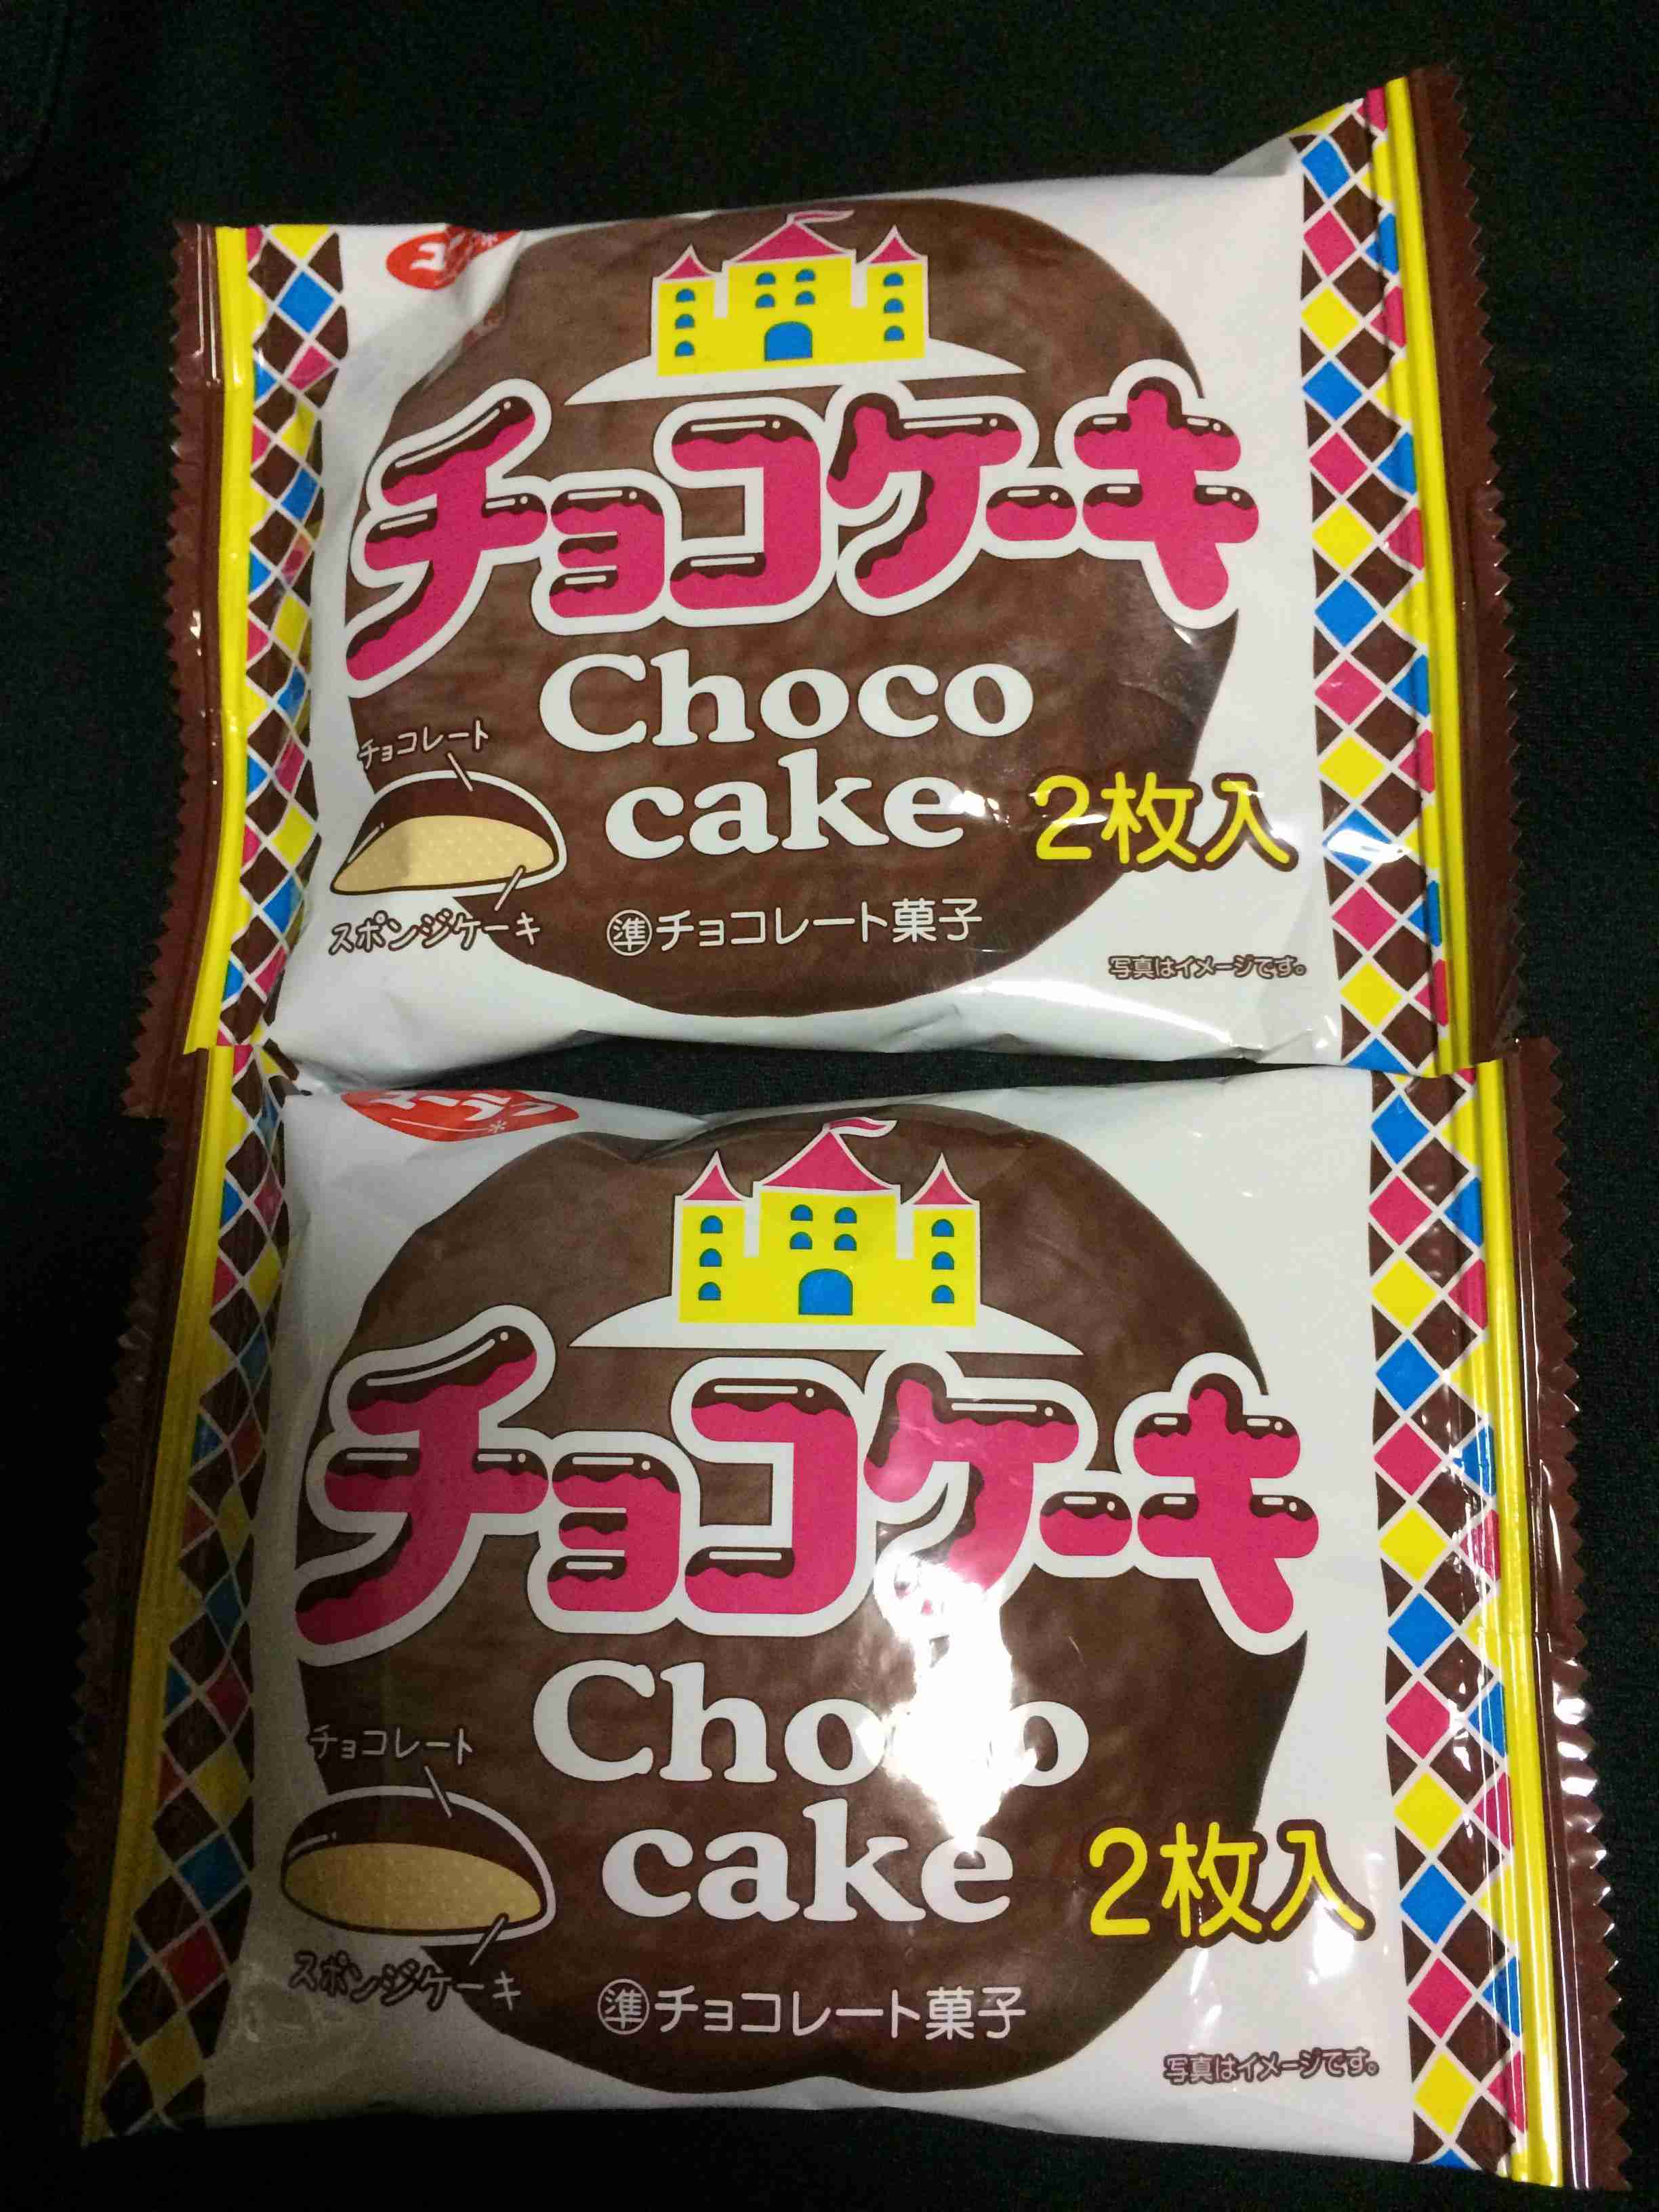 チョコケーキ
Choco
cake
2枚入
チョコレート
スポンジケーキ
㊜チョコレート菓子
写真はイメージです。
チョコケーキ
Choco
cake
2枚入
チョコレート
スポンジケーキ
準チョコレート菓子
写真はイメージです。